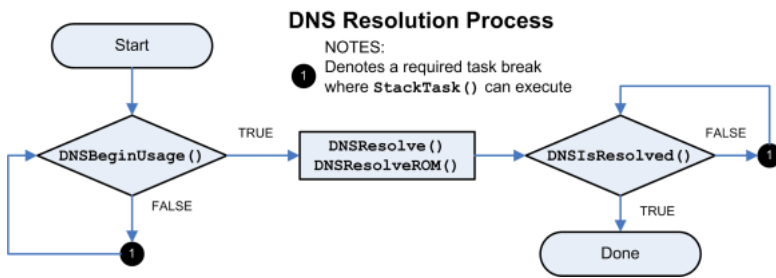 DNS Resolution Process
NOTES:
1 Denotes a required task break
where StackTask() can execute
Start
DNSBeginUsage()
TRUE
FALSE
1
DNSResolve()
DNSResolveROM()
DNSIsResolved()
FALSE
1
TRUE
Done